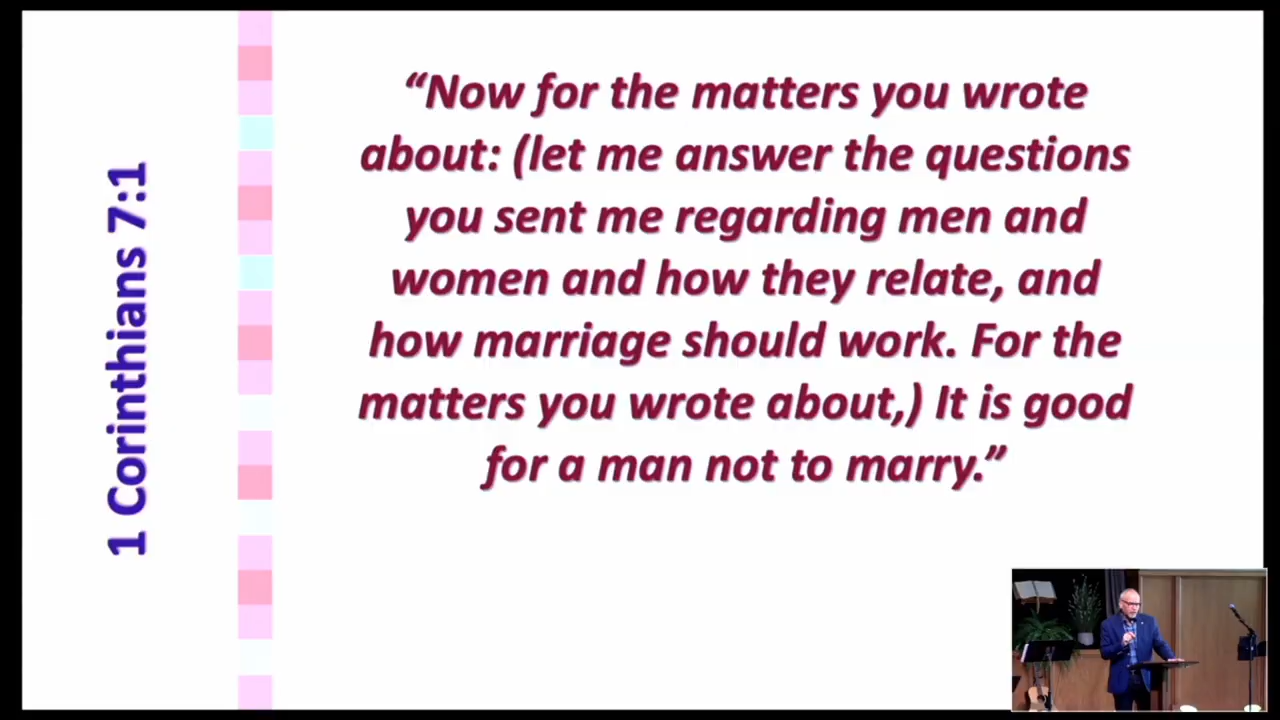 1 Corinthians 7:1
“Now for the matters you wrote
about: (let me answer the questions
you sent me regarding men and
women and how they relate, and
how marriage should work. For the
matters you wrote about,) It is good
for a man not to marry.”